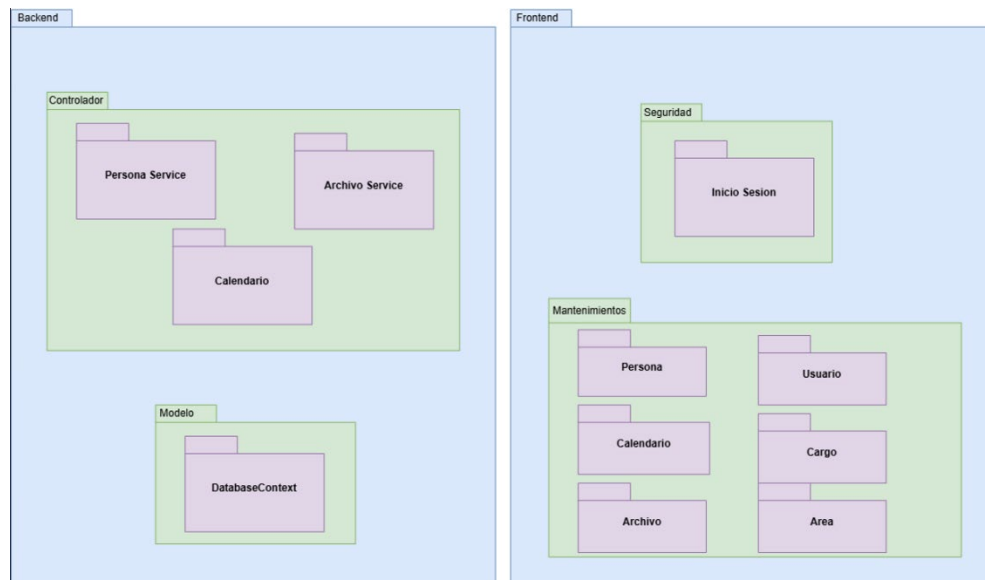 Backend
Controlador
Persona Service
Archivo Service
Calendario
Modelo
DatabaseContext
Frontend
Seguridad
Inicio Sesion
Mantenimientos
Persona
Usuario
Calendario
Cargo
Archivo
Area